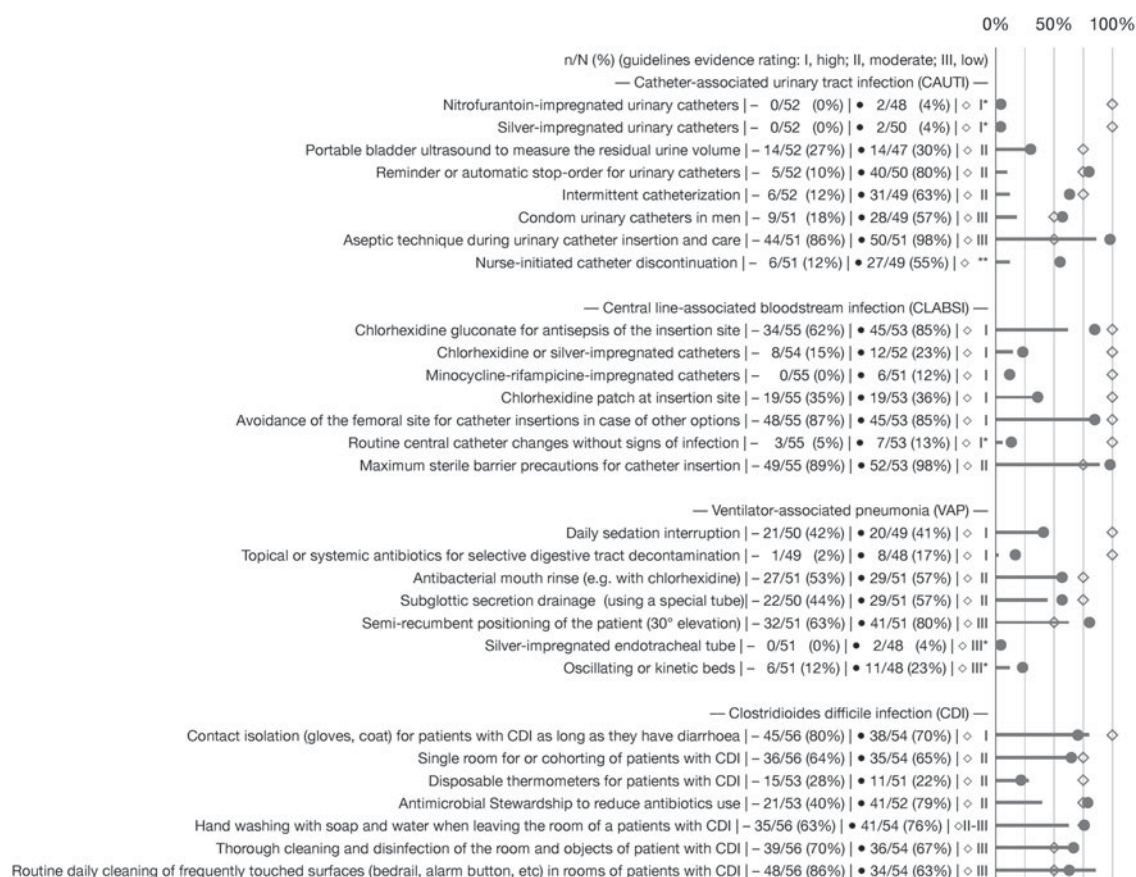 0% 50% 100%
n/N (%) (guidelines evidence rating: I, high; II, moderate; III, low)
— Catheter-associated urinary tract infection (CAUTI) —
Nitrofurantoin-impregnated urinary catheters | – 0/52 (0%) | ● 2/48 (4%) | ◇ I*
Silver-impregnated urinary catheters | – 0/52 (0%) | ● 2/50 (4%) | ◇ I*
Portable bladder ultrasound to measure the residual urine volume | – 14/52 (27%) | ● 14/47 (30%) | ◇ II
Reminder or automatic stop-order for urinary catheters | – 5/52 (10%) | ● 40/50 (80%) | ◇ II
Intermittent catheterization | – 6/52 (12%) | ● 31/49 (63%) | ◇ II
Condom urinary catheters in men | – 9/51 (18%) | ● 28/49 (57%) | ◇ III
Aseptic technique during urinary catheter insertion and care | – 44/51 (86%) | ● 50/51 (98%) | ◇ III
Nurse-initiated catheter discontinuation | – 6/51 (12%) | ● 27/49 (55%) | ◇ **
— Central line-associated bloodstream infection (CLABSI) —
Chlorhexidine gluconate for antisepsis of the insertion site | – 34/55 (62%) | ● 45/53 (85%) | ◇ I
Chlorhexidine or silver-impregnated catheters | – 8/54 (15%) | ● 12/52 (23%) | ◇ I
Minocycline-rifampicine-impregnated catheters | – 0/55 (0%) | ● 6/51 (12%) | ◇ I
Chlorhexidine patch at insertion site | – 19/55 (35%) | ● 19/53 (36%) | ◇ I
Avoidance of the femoral site for catheter insertions in case of other options | – 48/55 (87%) | ● 45/53 (85%) | ◇ I
Routine central catheter changes without signs of infection | – 3/55 (5%) | ● 7/53 (13%) | ◇ I*
Maximum sterile barrier precautions for catheter insertion | – 49/55 (89%) | ● 52/53 (98%) | ◇ II
— Ventilator-associated pneumonia (VAP) —
Daily sedation interruption | – 21/50 (42%) | ● 20/49 (41%) | ◇ I
Topical or systemic antibiotics for selective digestive tract decontamination | – 1/49 (2%) | ● 8/48 (17%) | ◇ I
Antibacterial mouth rinse (e.g. with chlorhexidine) | – 27/51 (53%) | ● 29/51 (57%) | ◇ II
Subglottic secretion drainage (using a special tube)| – 22/50 (44%) | ● 29/51 (57%) | ◇ II
Semi-recumbent positioning of the patient (30° elevation) | – 32/51 (63%) | ● 41/51 (80%) | ◇ III
Silver-impregnated endotracheal tube | – 0/51 (0%) | ● 2/48 (4%) | ◇ III*
Oscillating or kinetic beds | – 6/51 (12%) | ● 11/48 (23%) | ◇ III*
— Clostridioides difficile infection (CDI) —
Contact isolation (gloves, coat) for patients with CDI as long as they have diarrhoea | – 45/56 (80%) | ● 38/54 (70%) | ◇ I
Single room for or cohorting of patients with CDI | – 36/56 (64%) | ● 35/54 (65%) | ◇ II
Disposable thermometers for patients with CDI | – 15/53 (28%) | ● 11/51 (22%) | ◇ II
Antimicrobial Stewardship to reduce antibiotics use | – 21/53 (40%) | ● 41/52 (79%) | ◇ II
Hand washing with soap and water when leaving the room of a patients with CDI | – 35/56 (63%) | ● 41/54 (76%) | ◇II-III
Thorough cleaning and disinfection of the room and objects of patient with CDI | – 39/56 (70%) | ● 36/54 (67%) | ◇ III
Routine daily cleaning of frequently touched surfaces (bedrail, alarm button, etc) in rooms of patients with CDI | – 48/56 (86%) | ● 34/54 (63%) | ◇ III